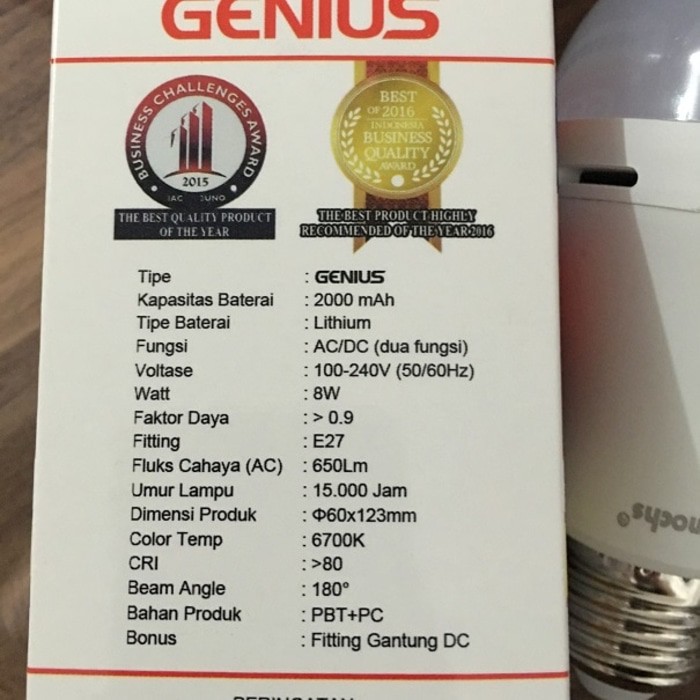 GENIUS
BUSINESS CHALLENGES AWARD
2015
THE BEST QUALITY PRODUCT
OF THE YEAR
BEST
OF 2016
INDONESIA
BUSINESS
QUALITY
AWARD
THE BEST PRODUCT HIGHLY
RECOMMENDED OF THE YEAR 2016
Tipe : GENIUS
Kapasitas Baterai : 2000 mAh
Tipe Baterai : Lithium
Fungsi : AC/DC (dua fungsi)
Voltase : 100-240V (50/60Hz)
Watt : 8W
Faktor Daya : > 0.9
Fitting : E27
Fluks Cahaya (AC) : 650Lm
Umur Lampu : 15.000 Jam
Dimensi Produk : Φ60x123mm
Color Temp : 6700K
CRI : >80
Beam Angle : 180°
Bahan Produk : PBT+PC
Bonus : Fitting Gantung DC